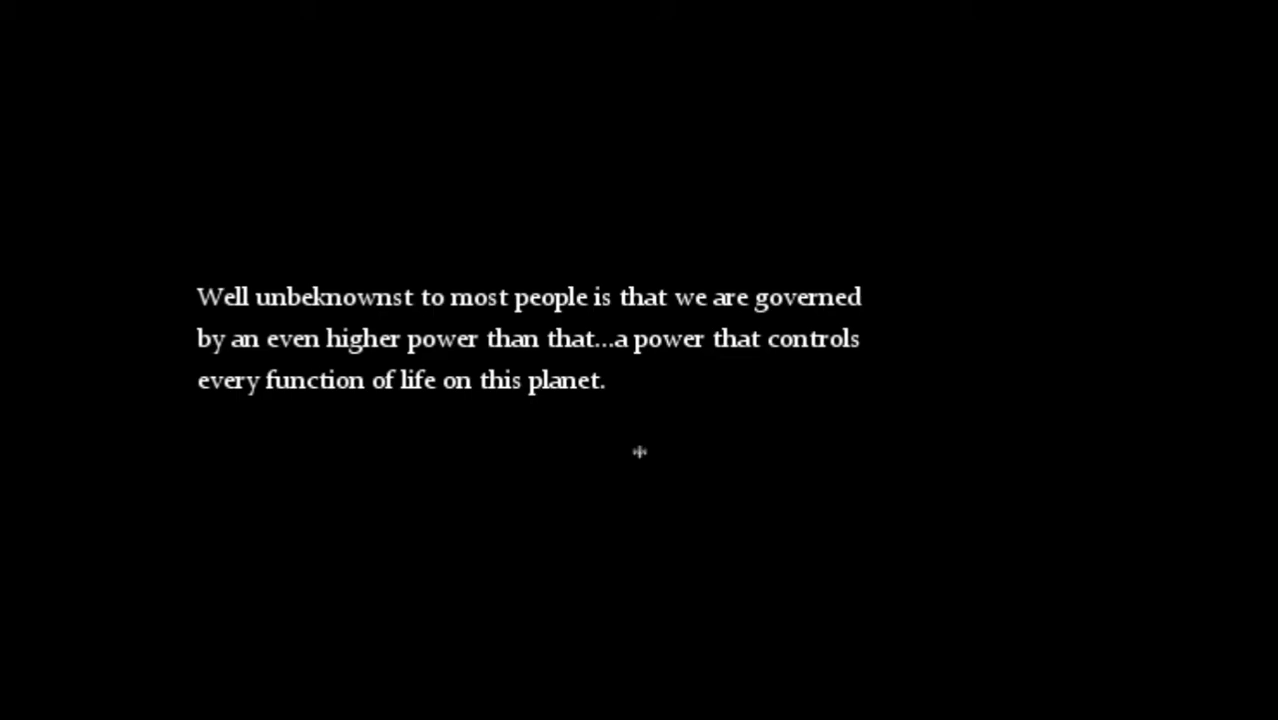 Well unbeknownst to most people is that we are governed
by an even higher power than that...a power that controls
every function of life on this planet.